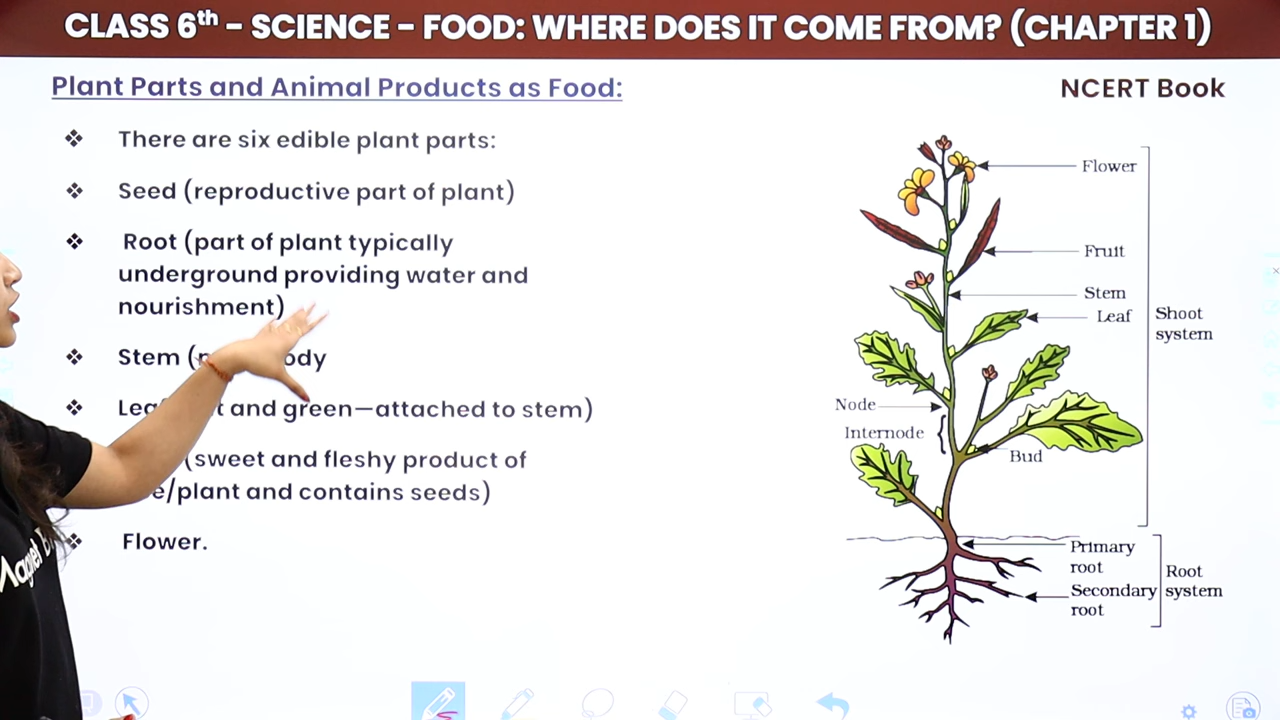 CLASS 6th – SCIENCE – FOOD: WHERE DOES IT COME FROM? (CHAPTER 1)
Plant Parts and Animal Products as Food:
NCERT Book
❖ There are six edible plant parts:
❖ Seed (reproductive part of plant)
❖ Root (part of plant typically
underground providing water and
nourishment)
❖ Stem (
❖ and green—attached to stem)
(sweet and fleshy product of
and contains seeds)
❖ Flower.
Flower
Fruit
Stem
Leaf
Shoot
system
Node
Internode
Bud
Primary
root
Secondary
root
Root
system